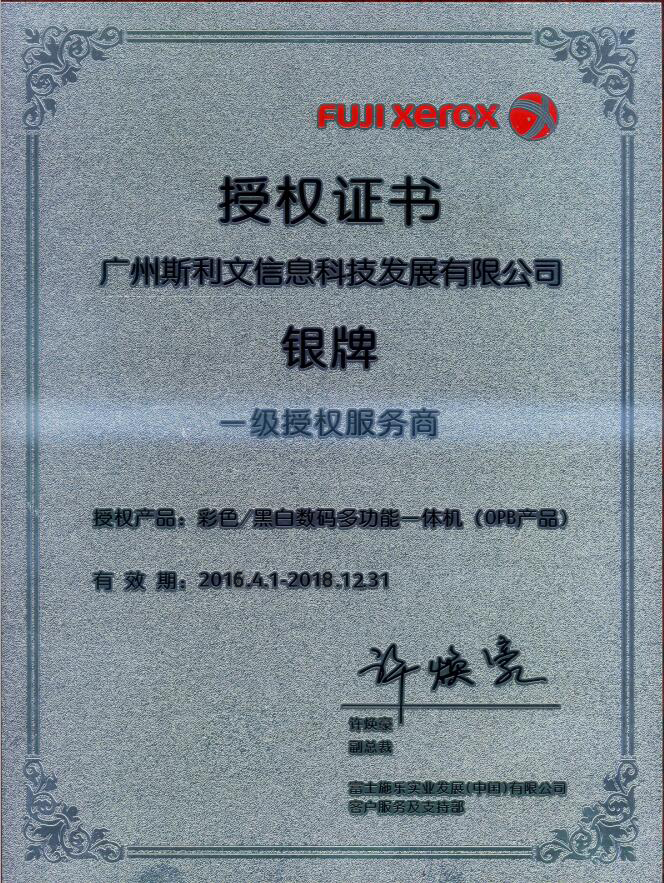 FUJI xerox
授权证书
广州斯利文信息科技发展有限公司
银牌
一级授权服务商
授权产品：彩色/黑白数码多功能一体机（OPB产品）
有 效 期：2016.4.1-2018.12.31
许焕豪
许焕豪
副总裁
富士施乐实业发展(中国)有限公司
客户服务及支持部